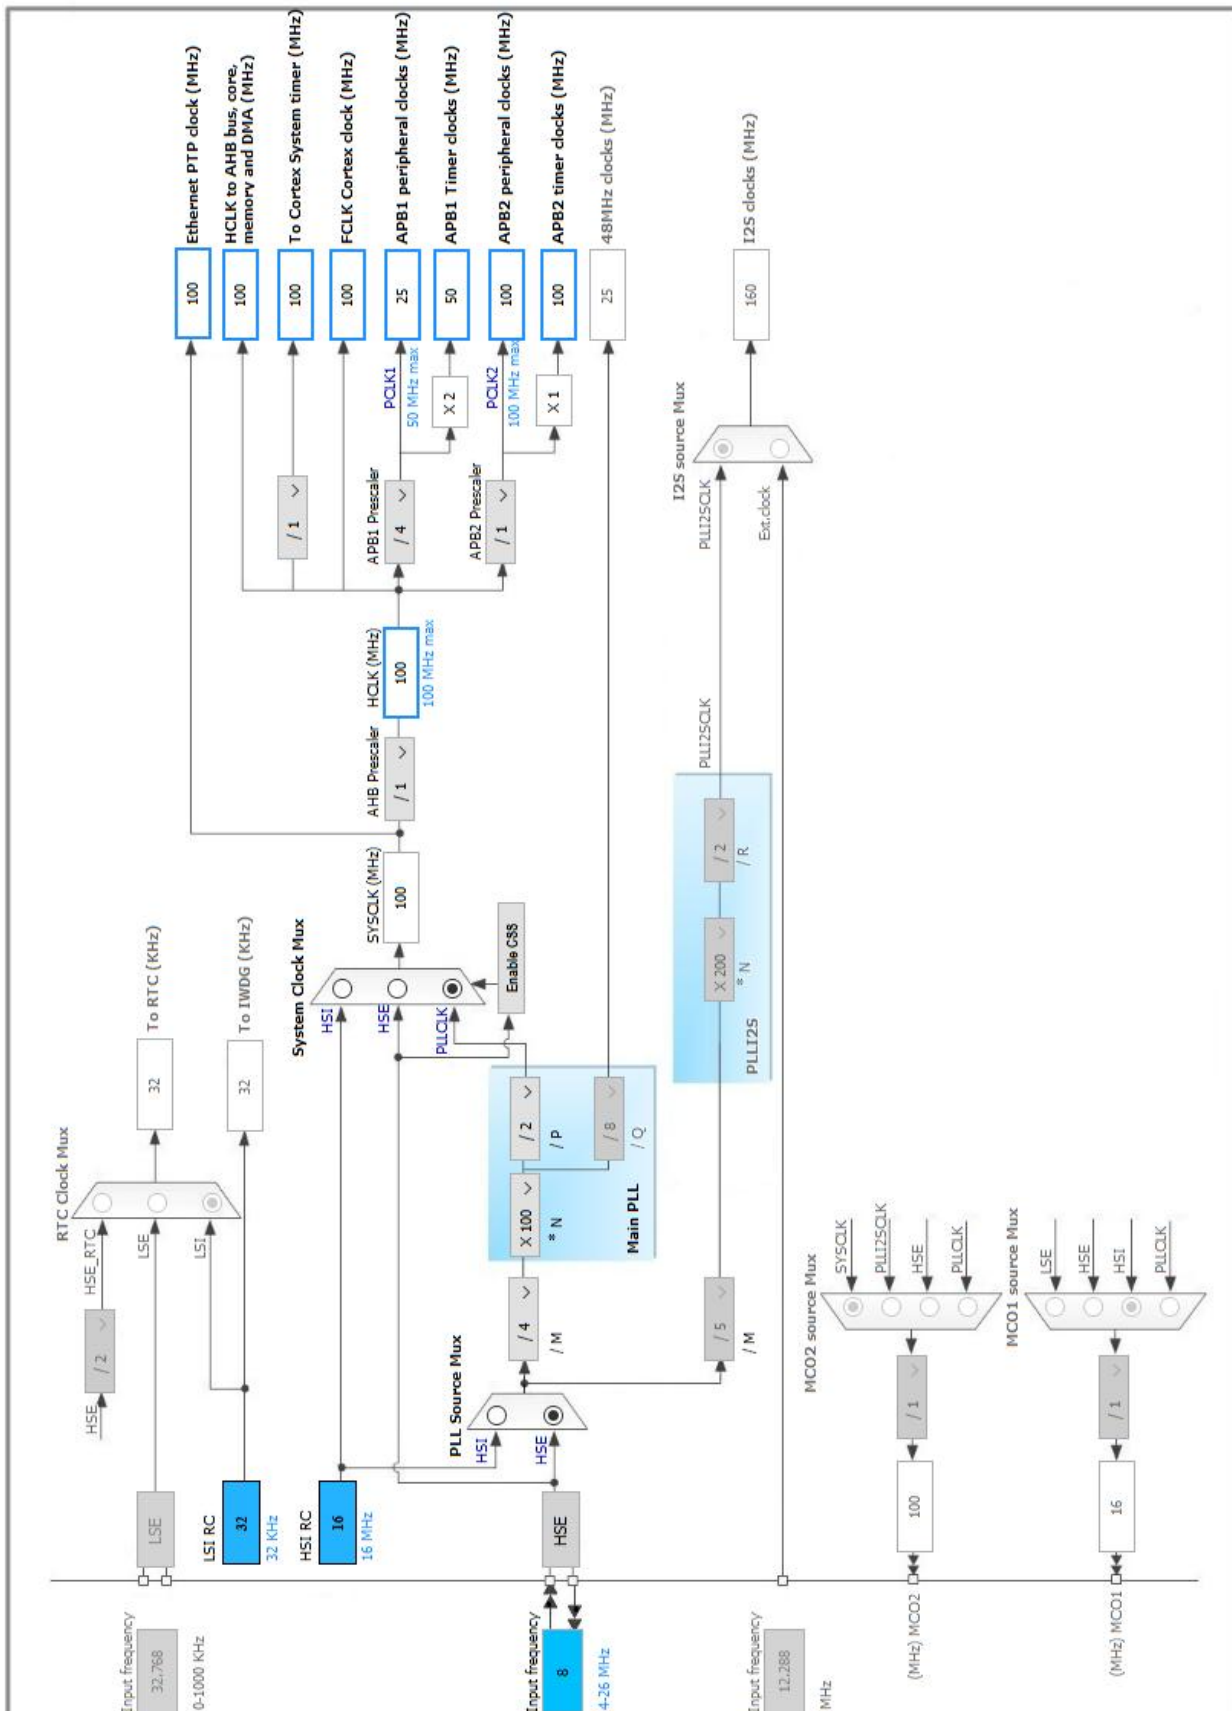 Input frequency
32.768
0-1000 KHz
LSE
HSE
/ 2
HSE_RTC
LSE
LSI
RTC Clock Mux
32
To RTC (KHz)
LSI RC
32
32 KHz
32
To IWDG (KHz)
HSI RC
16
16 MHz
Input frequency
8
4-26 MHz
HSE
PLL Source Mux
HSI
HSE
/ 4
/ M
X 100
* N
/ 2
/ P
/ 8
/ Q
Main PLL
System Clock Mux
HSI
HSE
PLLCLK
Enable CSS
SYSCLK (MHz)
100
AHB Prescaler
/ 1
HCLK (MHz)
100
100 MHz max
/ 1
APB1 Prescaler
/ 4
PCLK1
50 MHz max
X 2
APB2 Prescaler
/ 1
PCLK2
100 MHz max
X 1
100
Ethernet PTP clock (MHz)
100
HCLK to AHB bus, core,
memory and DMA (MHz)
100
To Cortex System timer (MHz)
100
FCLK Cortex clock (MHz)
25
APB1 peripheral clocks (MHz)
50
APB1 Timer clocks (MHz)
100
APB2 peripheral clocks (MHz)
100
APB2 timer clocks (MHz)
25
48MHz clocks (MHz)
/ 5
/ M
X 200
* N
/ 2
/ R
PLLI2S
PLLI2SCLK
PLLI2SCLK
Ext.clock
I2S source Mux
160
I2S clocks (MHz)
Input frequency
12.288
MHz
(MHz) MCO2
100
/ 1
MCO2 source Mux
SYSCLK
PLLI2SCLK
HSE
PLLCLK
(MHz) MCO1
16
/ 1
MCO1 source Mux
LSE
HSE
HSI
PLLCLK